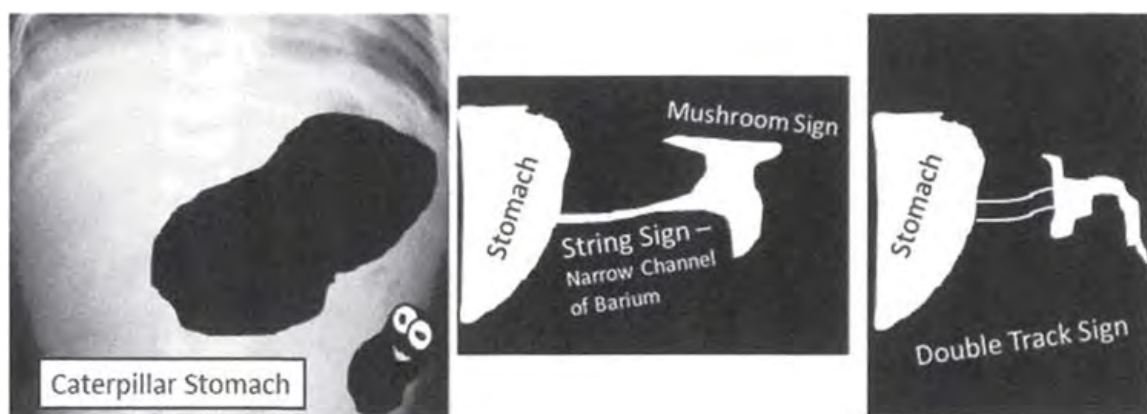 Caterpillar Stomach
Stomach
Mushroom Sign
String Sign –
Narrow Channel
of Barium
Stomach
Double Track Sign